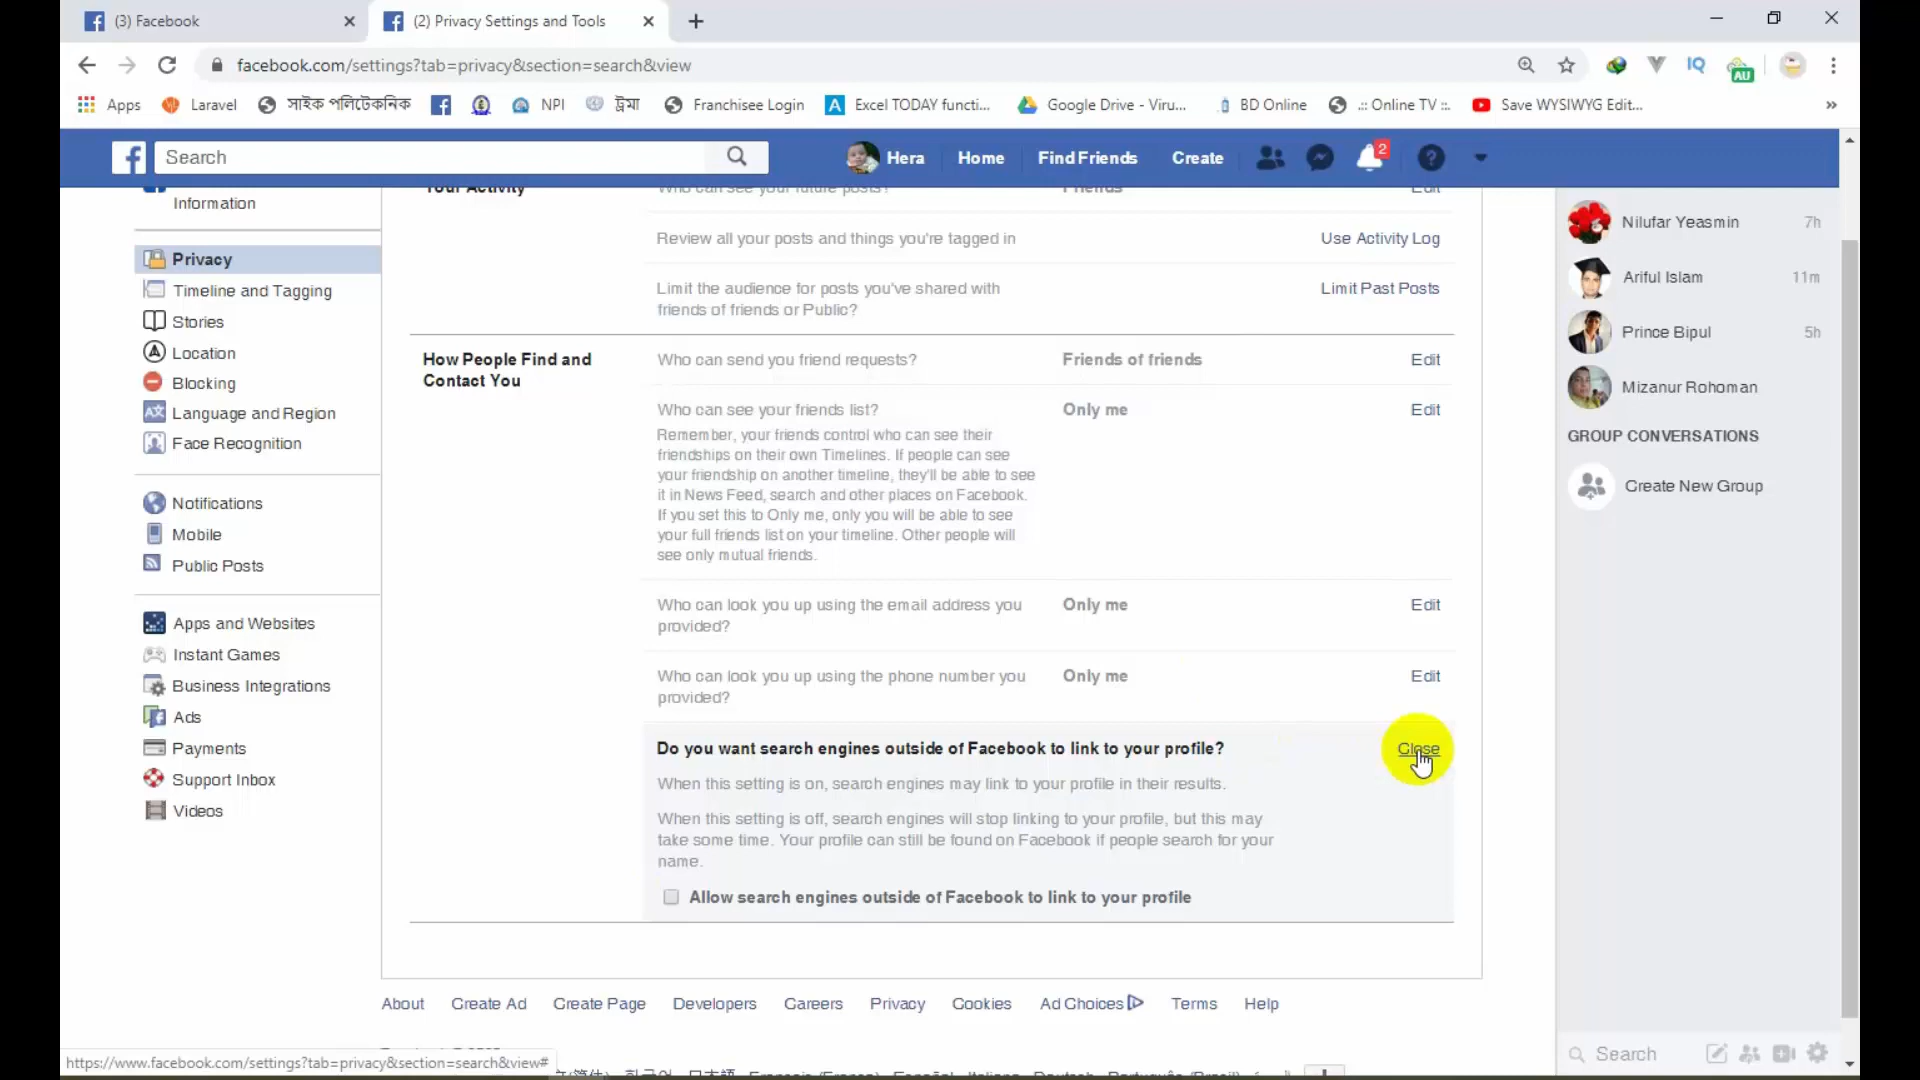 (3) Facebook
(2) Privacy Settings and Tools
facebook.com/settings?tab=privacy&section=search&view
Apps
Laravel
সাইক পলিটেকনিক
NPI
ট্রমা
Franchisee Login
Excel TODAY functi...
Google Drive - Viru...
BD Online
.:: Online TV ::.
Save WYSIWYG Edit...
»
IQ
AU
Search
Hera
Home
Find Friends
Create
2
Information
Privacy
Timeline and Tagging
Stories
Location
Blocking
Language and Region
Face Recognition
Notifications
Mobile
Public Posts
Apps and Websites
Instant Games
Business Integrations
Ads
Payments
Support Inbox
Videos
Your Activity
Who can see your future posts?
Friends
Edit
Review all your posts and things you're tagged in
Use Activity Log
Limit the audience for posts you've shared with
friends of friends or Public?
Limit Past Posts
How People Find and
Contact You
Who can send you friend requests?
Friends of friends
Edit
Who can see your friends list?
Only me
Edit
Remember, your friends control who can see their
friendships on their own Timelines. If people can see
your friendship on another timeline, they'll be able to see
it in News Feed, search and other places on Facebook.
If you set this to Only me, only you will be able to see
your full friends list on your timeline. Other people will
see only mutual friends.
Who can look you up using the email address you
provided?
Only me
Edit
Who can look you up using the phone number you
provided?
Only me
Edit
Do you want search engines outside of Facebook to link to your profile?
Close
When this setting is on, search engines may link to your profile in their results.
When this setting is off, search engines will stop linking to your profile, but this may
take some time. Your profile can still be found on Facebook if people search for your
name.
Allow search engines outside of Facebook to link to your profile
About
Create Ad
Create Page
Developers
Careers
Privacy
Cookies
Ad Choices
Terms
Help
Nilufar Yeasmin
7h
Ariful Islam
11m
Prince Bipul
5h
Mizanur Rohoman
GROUP CONVERSATIONS
Create New Group
Search
https://www.facebook.com/settings?tab=privacy&section=search&view#